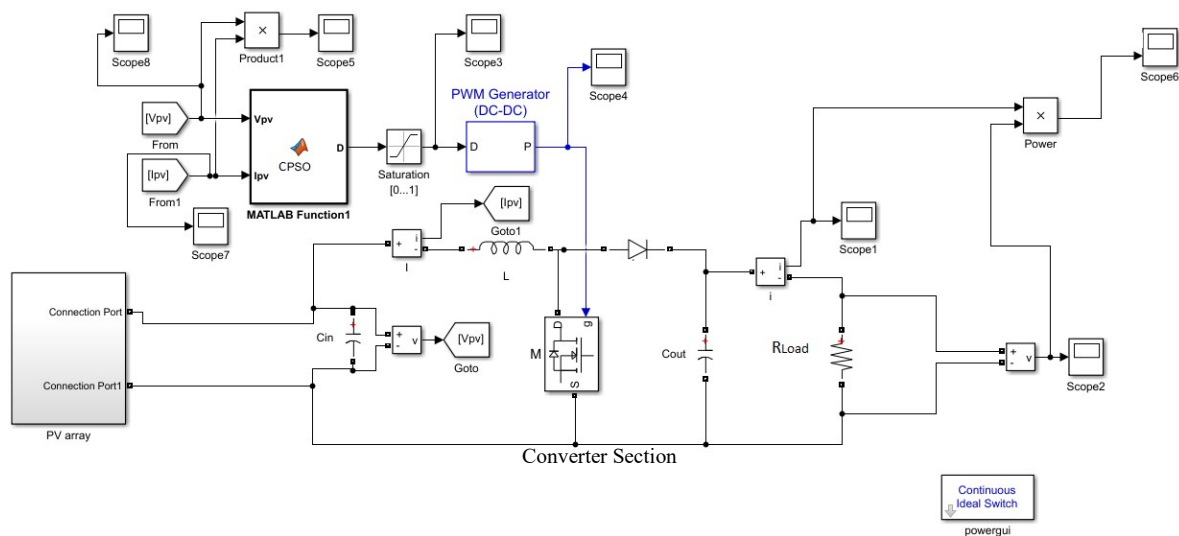 Scope8
×
Product1
Scope5
Scope3
Scope4
Scope6
PWM Generator
(DC-DC)
[Vpv]
From
Vpv
CPSO
D
Ipv
MATLAB Function1
[Ipv]
From1
Scope7
Saturation
[0...1]
D
P
×
Power
[Ipv]
Goto1
Scope1
+
i
-
I
+
L
+
i
-
i
Connection Port
Connection Port1
PV array
+
Cin
+
-
v
[Vpv]
Goto
M
D
g
S
+
Cout
+
RLoad
+
-
v
Scope2
Converter Section
Continuous
Ideal Switch
powergui